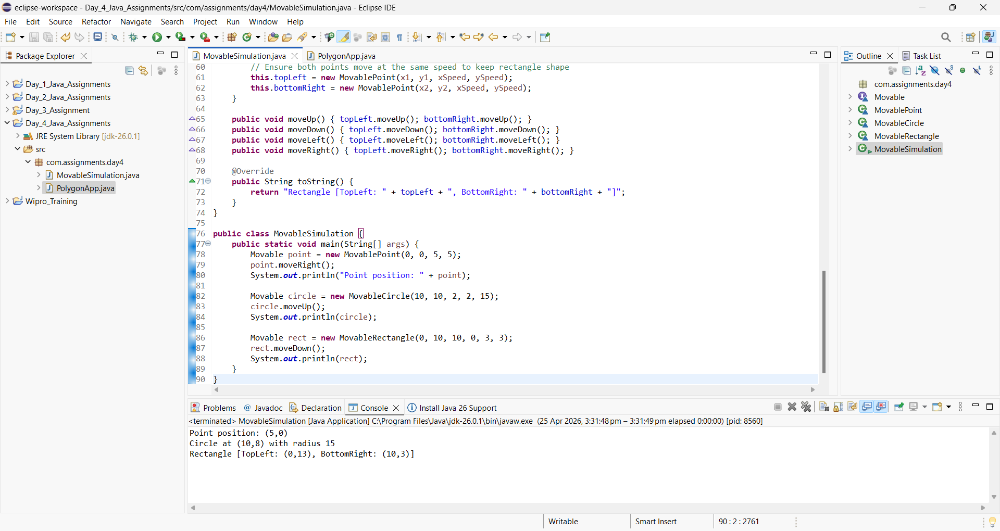 eclipse-workspace - Day_4_Java_Assignments/src/com/assignments/day4/MovableSimulation.java - Eclipse IDE
File Edit Source Refactor Navigate Search Project Run Window Help
Package Explorer
Day_1_Java_Assignments
Day_2_Java_Assignments
Day_3_Assignment
Day_4_Java_Assignments
JRE System Library [jdk-26.0.1]
src
com.assignments.day4
MovableSimulation.java
PolygonApp.java
Wipro_Training
MovableSimulation.java PolygonApp.java
60 // Ensure both points move at the same speed to keep rectangle shape
61 this.topLeft = new MovablePoint(x1, y1, xSpeed, ySpeed);
62 this.bottomRight = new MovablePoint(x2, y2, xSpeed, ySpeed);
63 }
64
65 public void moveUp() { topLeft.moveUp(); bottomRight.moveUp(); }
66 public void moveDown() { topLeft.moveDown(); bottomRight.moveDown(); }
67 public void moveLeft() { topLeft.moveLeft(); bottomRight.moveLeft(); }
68 public void moveRight() { topLeft.moveRight(); bottomRight.moveRight(); }
69
70 @Override
71 public String toString() {
72 return "Rectangle [TopLeft: " + topLeft + ", BottomRight: " + bottomRight + "]";
73 }
74 }
75
76 public class MovableSimulation {
77 public static void main(String[] args) {
78 Movable point = new MovablePoint(0, 0, 5, 5);
79 point.moveRight();
80 System.out.println("Point position: " + point);
81
82 Movable circle = new MovableCircle(10, 10, 2, 2, 15);
83 circle.moveUp();
84 System.out.println(circle);
85
86 Movable rect = new MovableRectangle(0, 10, 10, 0, 3, 3);
87 rect.moveDown();
88 System.out.println(rect);
89 }
90 }
Outline Task List
com.assignments.day4
Movable
MovablePoint
MovableCircle
MovableRectangle
MovableSimulation
Problems Javadoc Declaration Console Install Java 26 Support
<terminated> MovableSimulation [Java Application] C:\Program Files\Java\jdk-26.0.1\bin\javaw.exe (25 Apr 2026, 3:31:48 pm – 3:31:49 pm elapsed 0:00:00) [pid: 8560]
Point position: (5,0)
Circle at (10,8) with radius 15
Rectangle [TopLeft: (0,13), BottomRight: (10,3)]
Writable Smart Insert 90 : 2 : 2761